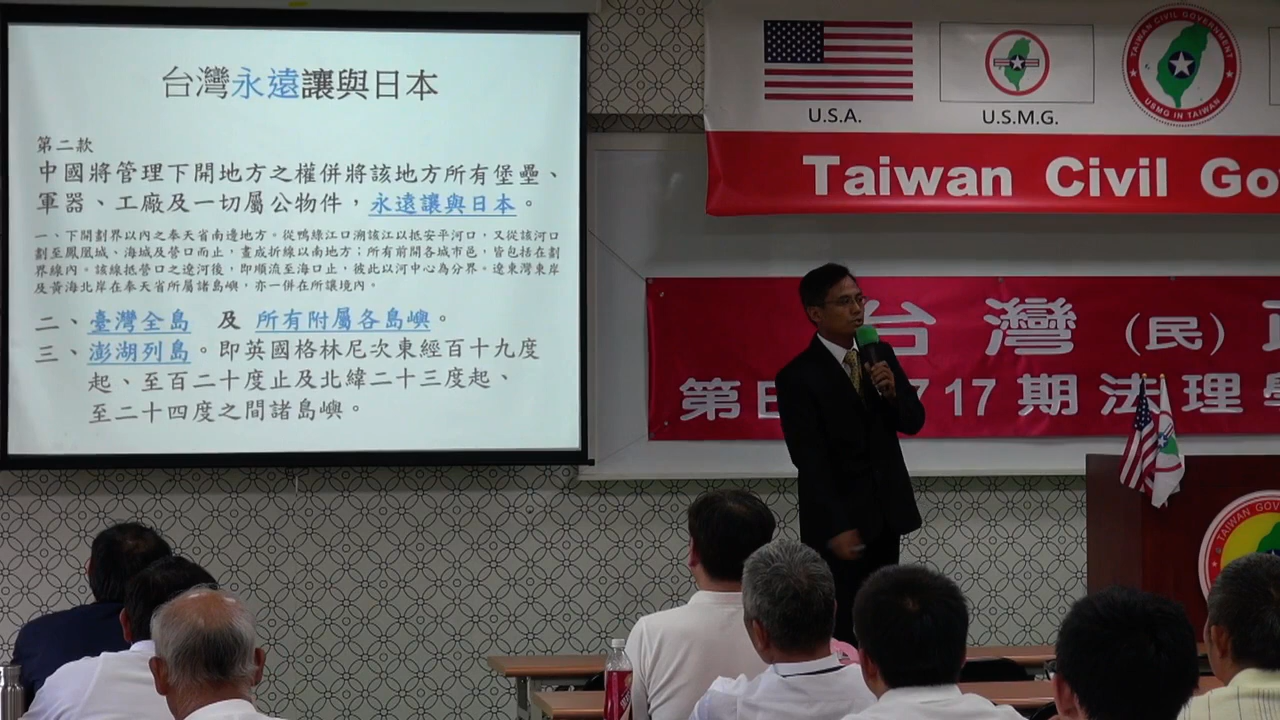 台灣永遠讓與日本
第二款
中國將管理下開地方之權併將該地方所有堡壘、
軍器、工廠及一切屬公物件，永遠讓與日本。
一、下開劃界以內之奉天省南邊地方。從鴨綠江口溯該江以抵安平河口，又從該河口
劃至鳳凰城、海城及營口而止，畫成折線以南地方；所有前開各城市邑，皆包括在劃
界線內。該線抵營口之遼河後，即順流至海口止，彼此以河中心為分界。遼東灣東岸
及黃海北岸在奉天省所屬諸島嶼，亦一併在所讓境內。
二、臺灣全島 及 所有附屬各島嶼。
三、澎湖列島。即英國格林尼次東經百十九度
起、至百二十度止及北緯二十三度起、
至二十四度之間諸島嶼。
U.S.A.
U.S.M.G.
TAIWAN CIVIL GOVERNMENT
USMG IN TAIWAN
Taiwan Civil Go
台灣（民）
第 17期法理
TAIWAN GOV